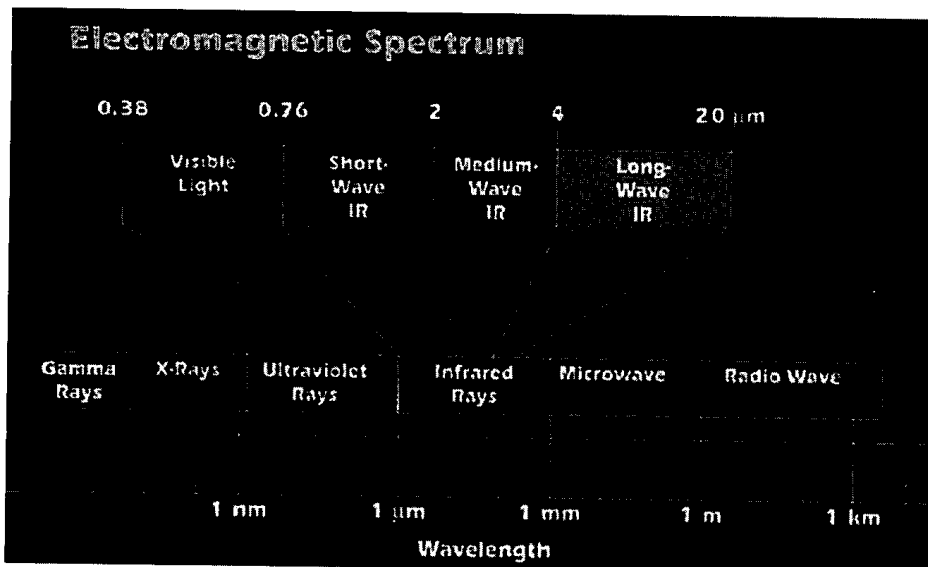 Electromagnetic Spectrum
0.38 0.76 2 4 20 µm
Visible Light
Short-Wave IR
Medium-Wave IR
Long-Wave IR
Gamma Rays
X-Rays
Ultraviolet Rays
Infrared Rays
Microwave
Radio Wave
1 nm 1 µm 1 mm 1 m 1 km
Wavelength